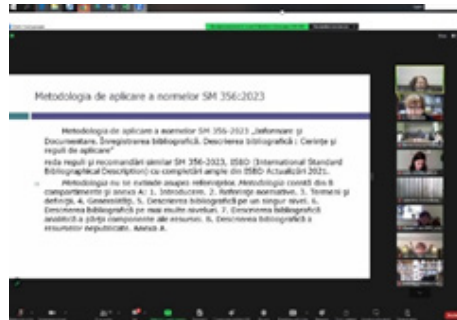 Metodologia de aplicare a normelor SM 356:2023
Metodologia de aplicare a normelor SM 356-2023 „Informare și
Documentare. Înregistrarea bibliografică. Descrierea bibliografică : Cerințe și
reguli de aplicare"
reda reguli și recomandări similar SM 356-2023, ISBD (International Standard
Bibliographical Description) cu completări ample din ISBD Actualizări 2021.
Metodologia nu se extinde asupra referințelor. Metodologia constă din 8
compartimente și anexa A: 1. Introducere. 2. Referințe normative. 3. Termeni și
definiții. 4. Generalități. 5. Descrierea bibliografică pe un singur nivel. 6.
Descrierea bibliografică pe mai multe niveluri. 7. Descrierea bibliografică
analitică a părții componente ale resursei. 8. Descrierea bibliografică a
resurselor nepublicate. Anexa A.